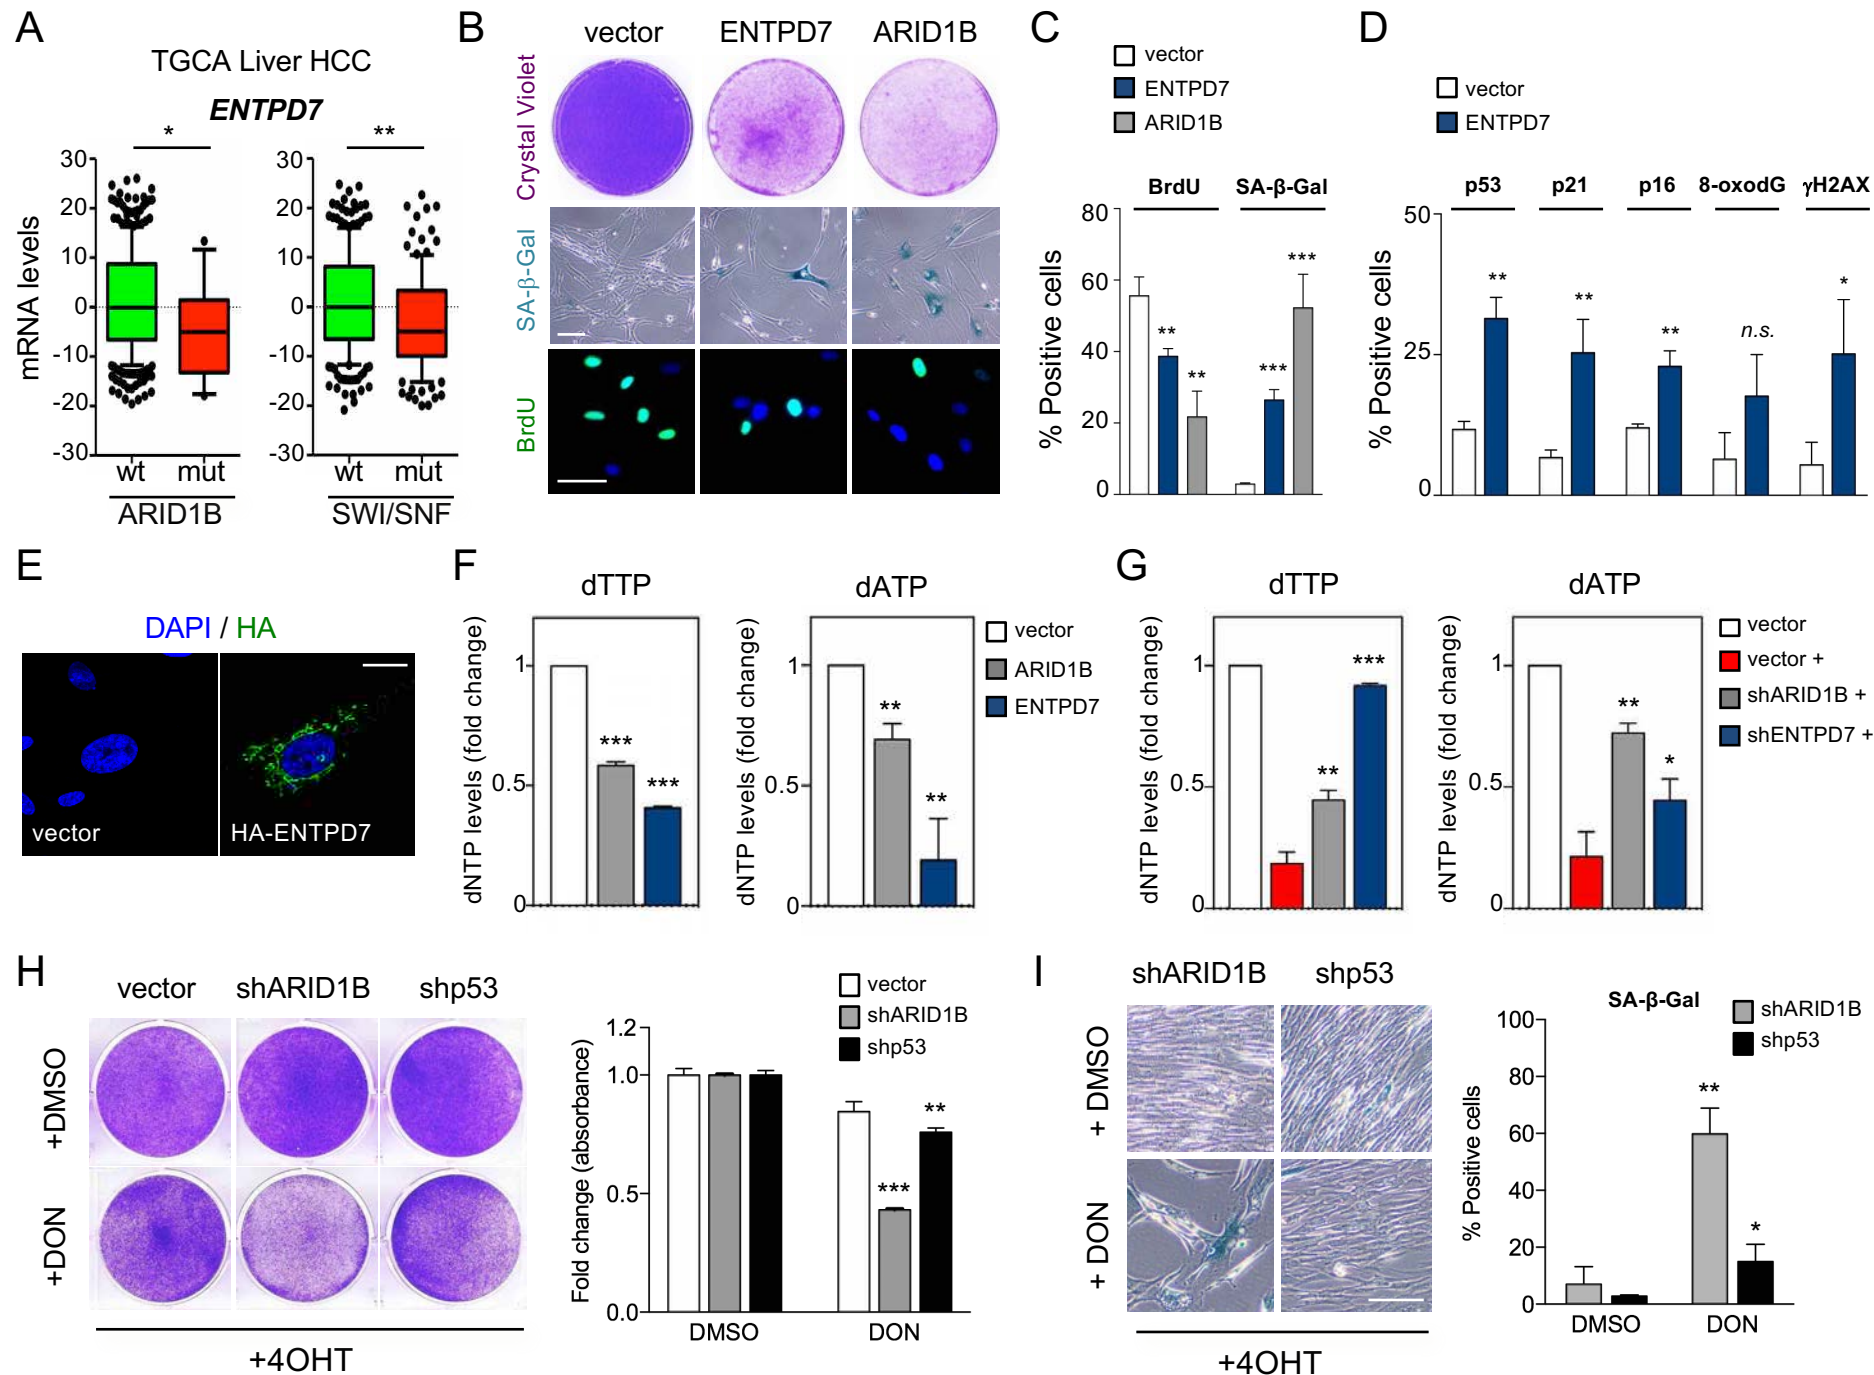 A
TGCA Liver HCC
ENTPD7
*
**
mRNA levels
30
20
10
0
-10
-20
-30
wt
mut
ARID1B
30
20
10
0
-10
-20
-30
wt
mut
SWI/SNF
B
vector
ENTPD7
ARID1B
Crystal Violet
SA-β-Gal
BrdU
C
vector
ENTPD7
ARID1B
BrdU
SA-β-Gal
% Positive cells
80
60
40
20
0
**
**
***
***
D
vector
ENTPD7
p53
p21
p16
8-oxodG
γH2AX
% Positive cells
50
25
0
**
**
**
n.s.
*
E
DAPI / HA
vector
HA-ENTPD7
F
dTTP
dNTP levels (fold change)
1
0.5
0
***
***
dATP
dNTP levels (fold change)
1
0.5
0
**
**
vector
ARID1B
ENTPD7
G
dTTP
dNTP levels (fold change)
1
0.5
0
**
***
dATP
dNTP levels (fold change)
1
0.5
0
**
*
vector
vector +
shARID1B +
shENTPD7 +
H
vector
shARID1B
shp53
+DMSO
+DON
+4OHT
vector
shARID1B
shp53
Fold change (absorbance)
1.2
1.0
0.5
0.0
***
**
DMSO
DON
I
shARID1B
shp53
+ DMSO
+ DON
+4OHT
SA-β-Gal
shARID1B
shp53
% Positive cells
100
80
60
40
20
0
**
*
DMSO
DON